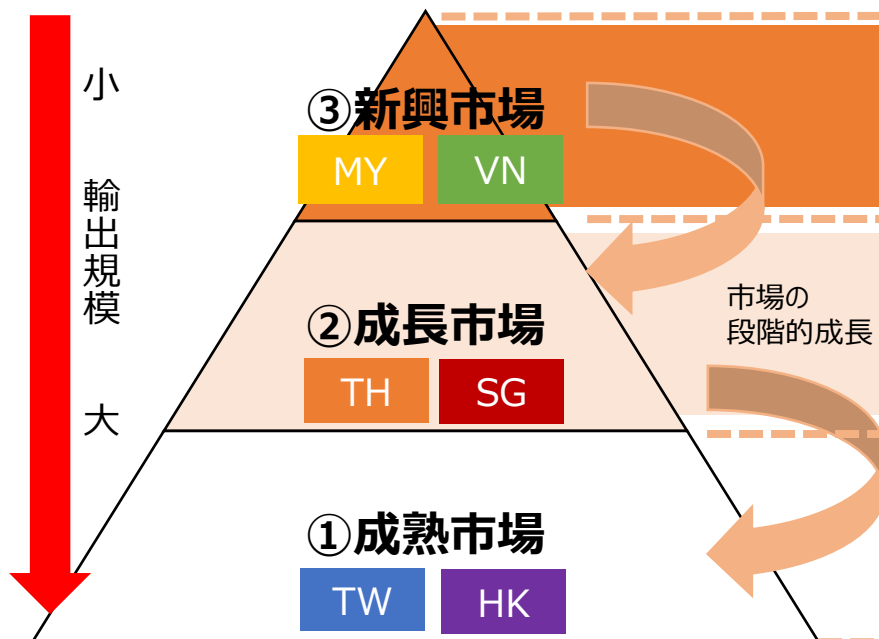 小
輸出規模
大
③新興市場
MY
VN
②成長市場
TH
SG
①成熟市場
TW
HK
市場の
段階的成長